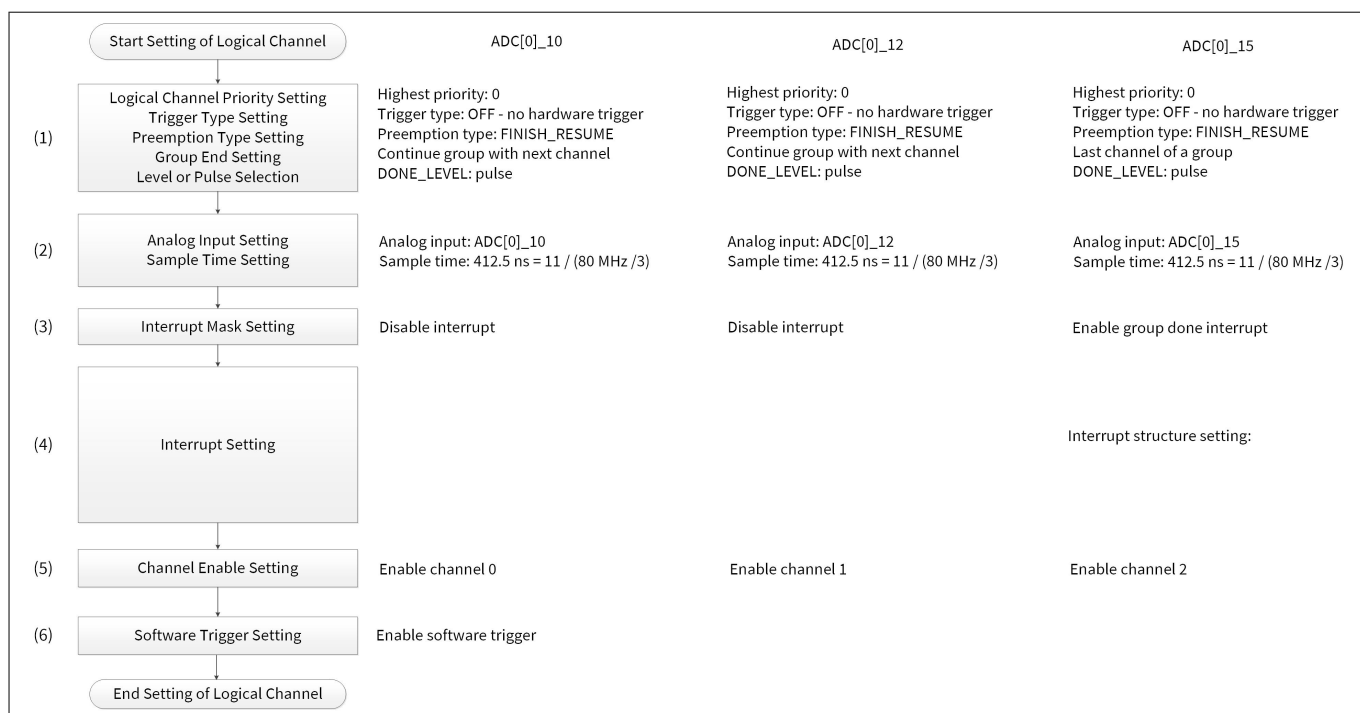 Start Setting of Logical Channel
ADC[0]_10
ADC[0]_12
ADC[0]_15
(1)
Logical Channel Priority Setting
Trigger Type Setting
Preemption Type Setting
Group End Setting
Level or Pulse Selection
Highest priority: 0
Trigger type: OFF - no hardware trigger
Preemption type: FINISH_RESUME
Continue group with next channel
DONE_LEVEL: pulse
Highest priority: 0
Trigger type: OFF - no hardware trigger
Preemption type: FINISH_RESUME
Continue group with next channel
DONE_LEVEL: pulse
Highest priority: 0
Trigger type: OFF - no hardware trigger
Preemption type: FINISH_RESUME
Last channel of a group
DONE_LEVEL: pulse
(2)
Analog Input Setting
Sample Time Setting
Analog input: ADC[0]_10
Sample time: 412.5 ns = 11 / (80 MHz /3)
Analog input: ADC[0]_12
Sample time: 412.5 ns = 11 / (80 MHz /3)
Analog input: ADC[0]_15
Sample time: 412.5 ns = 11 / (80 MHz /3)
(3)
Interrupt Mask Setting
Disable interrupt
Disable interrupt
Enable group done interrupt
(4)
Interrupt Setting
Interrupt structure setting:
(5)
Channel Enable Setting
Enable channel 0
Enable channel 1
Enable channel 2
(6)
Software Trigger Setting
Enable software trigger
End Setting of Logical Channel